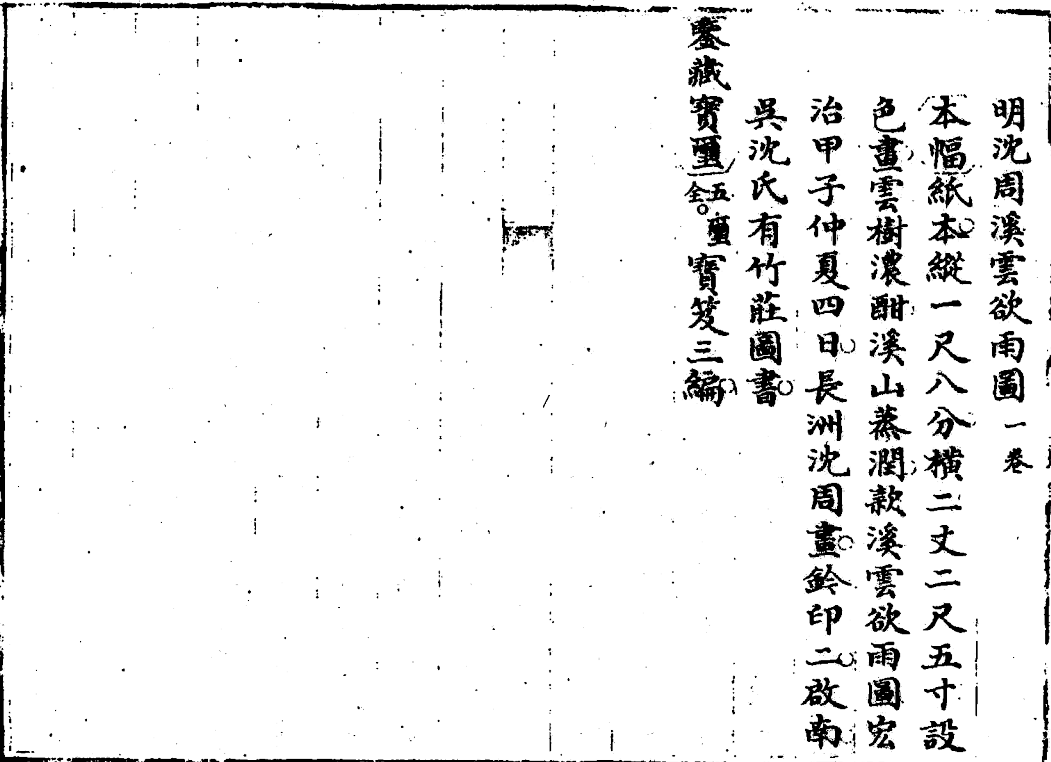 明沈周溪雲欲雨圖一卷
本幅紙本縱一尺八分橫二丈二尺五寸設
色畫雲樹濃酣溪山蒸潤款溪雲欲雨圖宏
治甲子仲夏四日長洲沈周畫鈐印二啟南
吳沈氏有竹莊圖書
鑒藏寶璽五璽全寶笈三編